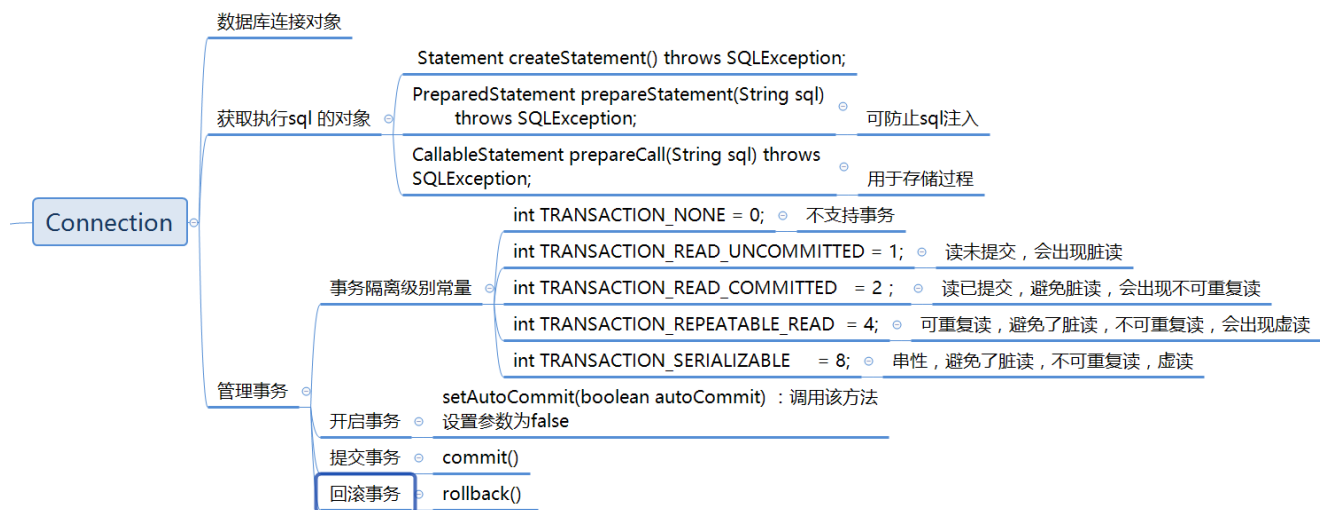 数据库连接对象
Statement createStatement() throws SQLException;
PreparedStatement prepareStatement(String sql)
throws SQLException;
获取执行sql 的对象
可防止sql注入
CallableStatement prepareCall(String sql) throws
SQLException;
用于存储过程
Connection
int TRANSACTION_NONE = 0;
不支持事务
int TRANSACTION_READ_UNCOMMITTED = 1;
读未提交，会出现脏读
事务隔离级别常量
int TRANSACTION_READ_COMMITTED = 2 ;
读已提交，避免脏读，会出现不可重复读
int TRANSACTION_REPEATABLE_READ = 4;
可重复读，避免了脏读，不可重复读，会出现虚读
int TRANSACTION_SERIALIZABLE = 8;
串性，避免了脏读，不可重复读，虚读
管理事务
开启事务
setAutoCommit(boolean autoCommit) ：调用该方法
设置参数为false
提交事务
commit()
回滚事务
rollback()